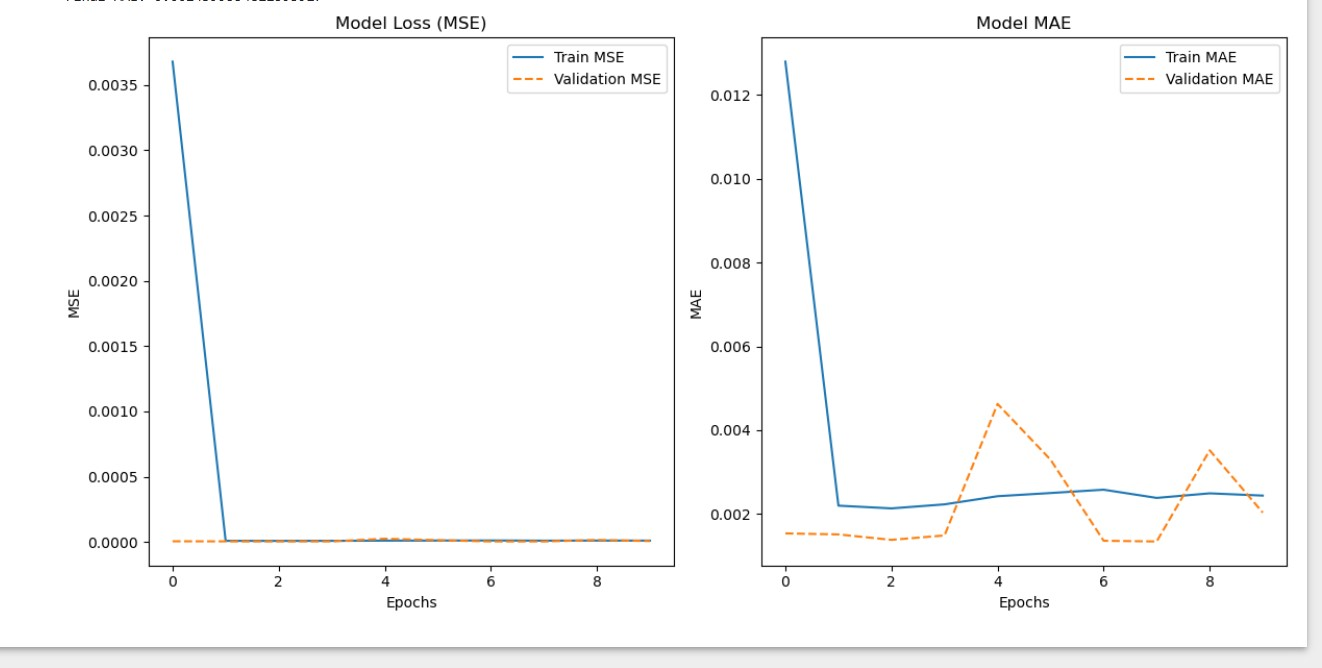 Model Loss (MSE)
Train MSE
Validation MSE
0.0035
0.0030
0.0025
0.0020
0.0015
0.0010
0.0005
0.0000
MSE
0 2 4 6 8
Epochs
Model MAE
Train MAE
Validation MAE
0.012
0.010
0.008
0.006
0.004
0.002
MAE
0 2 4 6 8
Epochs